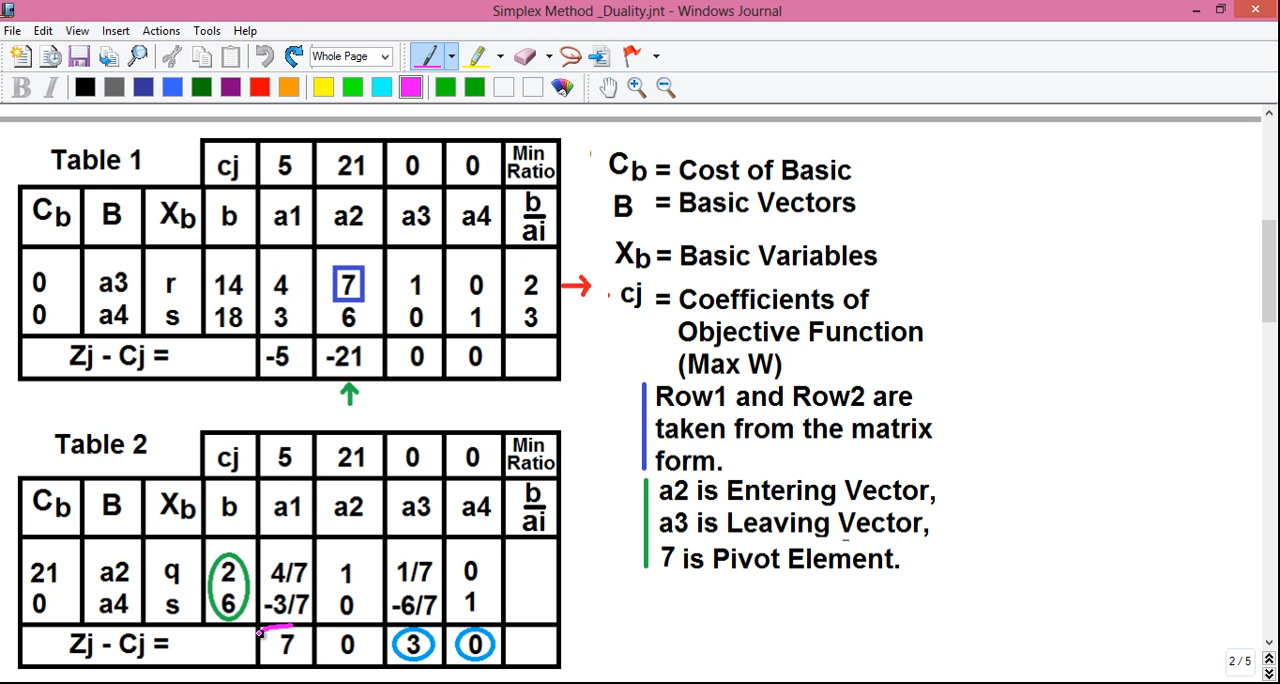 Simplex Method _Duality.jnt - Windows Journal
File Edit View Insert Actions Tools Help
Whole Page
B I
Table 1
cj 5 21 0 0 Min Ratio
Cb B Xb b a1 a2 a3 a4 b/ai
0 a3 r 14 4 7 1 0 2
0 a4 s 18 3 6 0 1 3
Zj - Cj = -5 -21 0 0
Table 2
cj 5 21 0 0 Min Ratio
Cb B Xb b a1 a2 a3 a4 b/ai
21 a2 q 2 4/7 1 1/7 0
0 a4 s 6 -3/7 0 -6/7 1
Zj - Cj = 7 0 3 0
Cb = Cost of Basic
B = Basic Vectors
Xb = Basic Variables
cj = Coefficients of
Objective Function
(Max W)
Row1 and Row2 are
taken from the matrix
form.
a2 is Entering Vector,
a3 is Leaving Vector,
7 is Pivot Element.
2 / 5